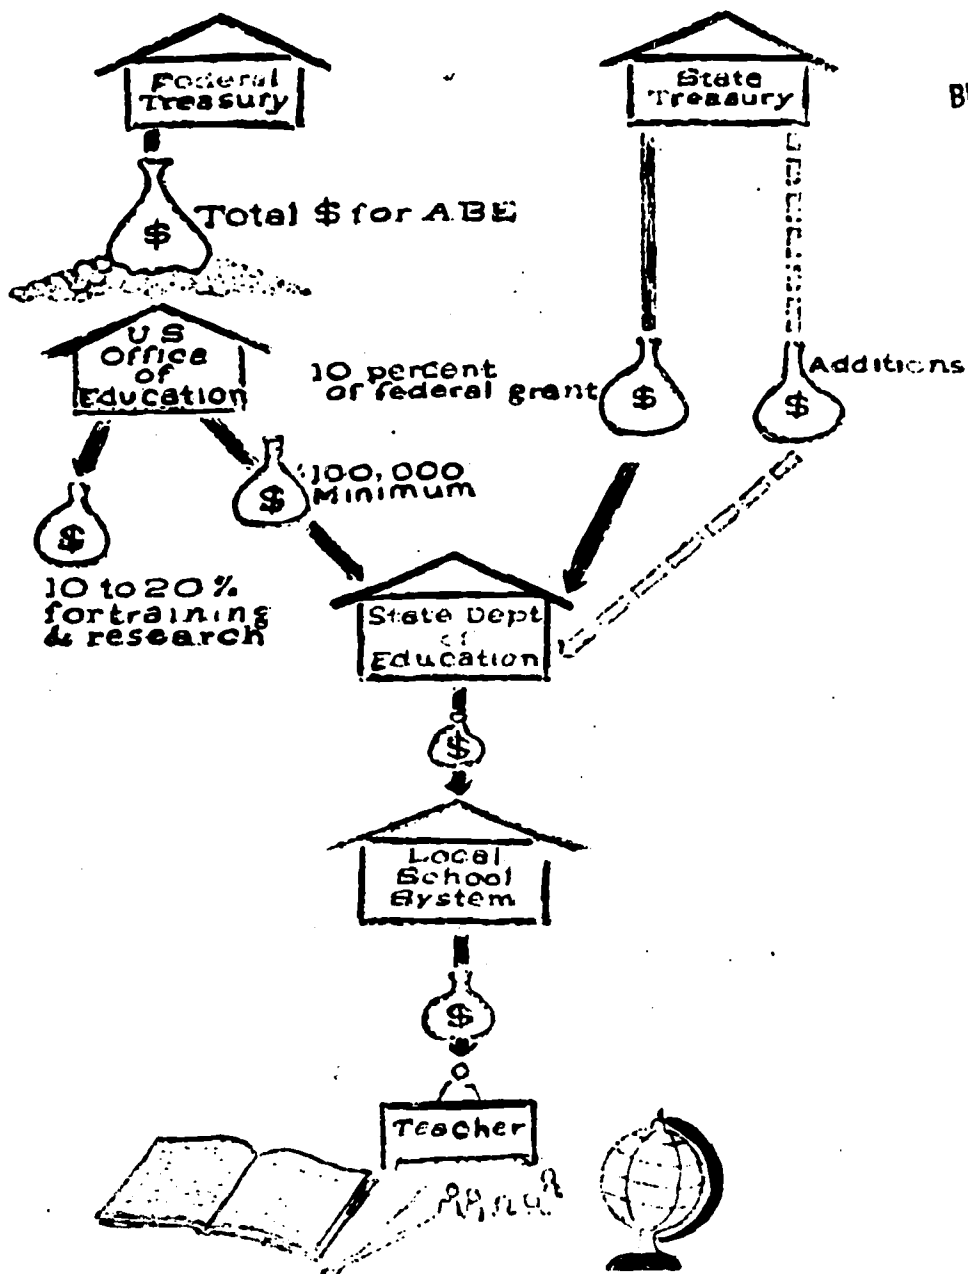 Federal
Treasury
State
Treasury
$
Total $ for ABE
US
Office
of
Education
10 percent
of federal grant
$
$
Additions
$
100,000
Minimum
$
10 to 20%
for training
& research
State Dept
of
Education
$
Local
School
System
$
Teacher